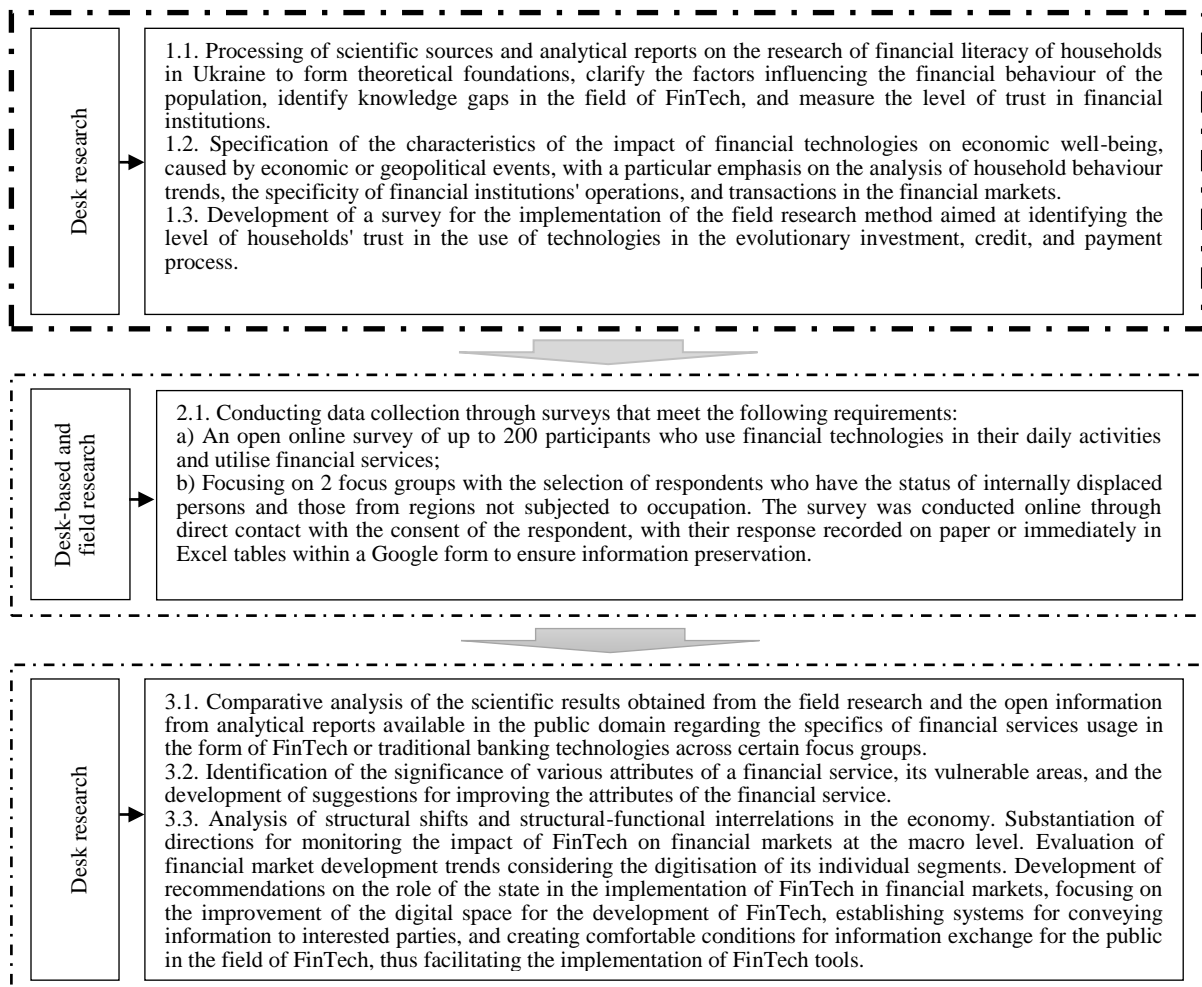 Desk research
1.1. Processing of scientific sources and analytical reports on the research of financial literacy of households
in Ukraine to form theoretical foundations, clarify the factors influencing the financial behaviour of the
population, identify knowledge gaps in the field of FinTech, and measure the level of trust in financial
institutions.
1.2. Specification of the characteristics of the impact of financial technologies on economic well-being,
caused by economic or geopolitical events, with a particular emphasis on the analysis of household behaviour
trends, the specificity of financial institutions' operations, and transactions in the financial markets.
1.3. Development of a survey for the implementation of the field research method aimed at identifying the
level of households' trust in the use of technologies in the evolutionary investment, credit, and payment
process.
Desk-based and
field research
2.1. Conducting data collection through surveys that meet the following requirements:
a) An open online survey of up to 200 participants who use financial technologies in their daily activities
and utilise financial services;
b) Focusing on 2 focus groups with the selection of respondents who have the status of internally displaced
persons and those from regions not subjected to occupation. The survey was conducted online through
direct contact with the consent of the respondent, with their response recorded on paper or immediately in
Excel tables within a Google form to ensure information preservation.
Desk research
3.1. Comparative analysis of the scientific results obtained from the field research and the open information
from analytical reports available in the public domain regarding the specifics of financial services usage in
the form of FinTech or traditional banking technologies across certain focus groups.
3.2. Identification of the significance of various attributes of a financial service, its vulnerable areas, and the
development of suggestions for improving the attributes of the financial service.
3.3. Analysis of structural shifts and structural-functional interrelations in the economy. Substantiation of
directions for monitoring the impact of FinTech on financial markets at the macro level. Evaluation of
financial market development trends considering the digitisation of its individual segments. Development of
recommendations on the role of the state in the implementation of FinTech in financial markets, focusing on
the improvement of the digital space for the development of FinTech, establishing systems for conveying
information to interested parties, and creating comfortable conditions for information exchange for the public
in the field of FinTech, thus facilitating the implementation of FinTech tools.